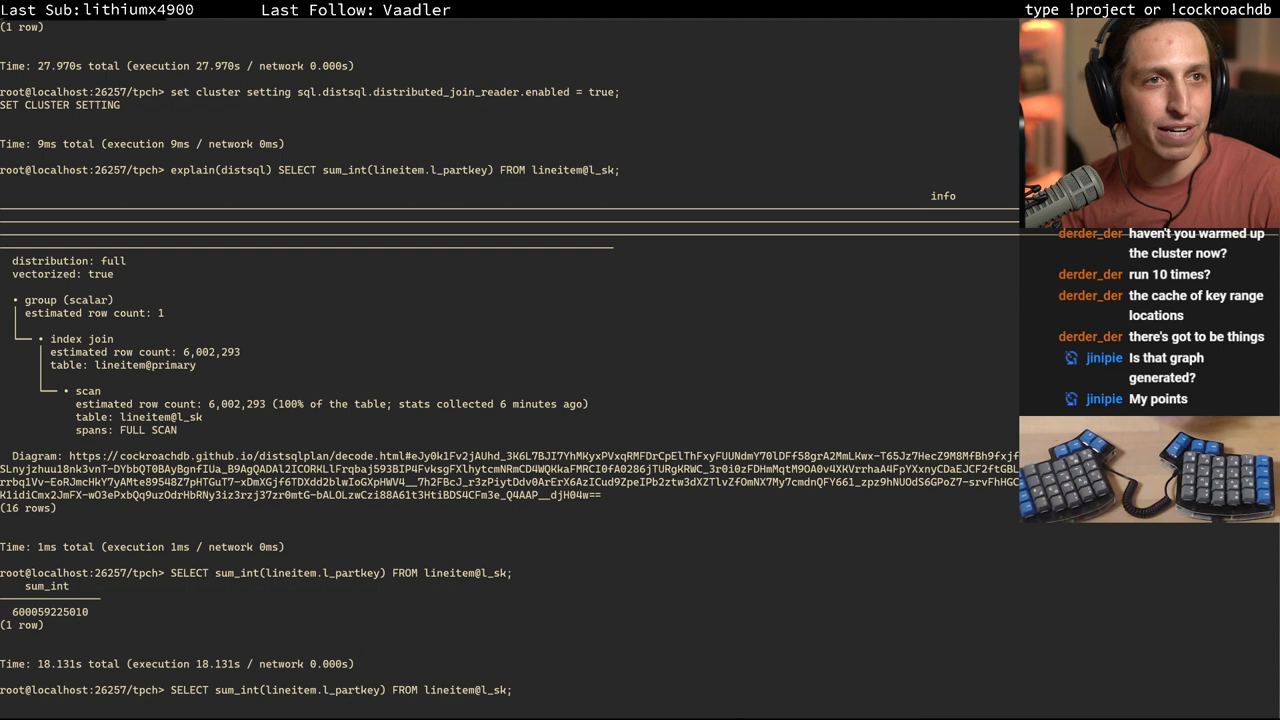 Last Sub:lithiumx4900
Last Follow: Vaadler
type !project or !cockroachdb
(1 row)
Time: 27.970s total (execution 27.970s / network 0.000s)
root@localhost:26257/tpch> set cluster setting sql.distsql.distributed_join_reader.enabled = true;
SET CLUSTER SETTING
Time: 9ms total (execution 9ms / network 0ms)
root@localhost:26257/tpch> explain(distsql) SELECT sum_int(lineitem.l_partkey) FROM lineitem@l_sk;
info
distribution: full
vectorized: true
• group (scalar)
estimated row count: 1
• index join
estimated row count: 6,002,293
table: lineitem@primary
• scan
estimated row count: 6,002,293 (100% of the table; stats collected 6 minutes ago)
table: lineitem@l_sk
spans: FULL SCAN
Diagram: https://cockroachdb.github.io/distsqlplan/decode.html
(16 rows)
Time: 1ms total (execution 1ms / network 0ms)
root@localhost:26257/tpch> SELECT sum_int(lineitem.l_partkey) FROM lineitem@l_sk;
sum_int
600059225010
(1 row)
Time: 18.131s total (execution 18.131s / network 0.000s)
root@localhost:26257/tpch> SELECT sum_int(lineitem.l_partkey) FROM lineitem@l_sk;
derder_der haven't you warmed up
the cluster now?
derder_der run 10 times?
derder_der the cache of key range
locations
derder_der there's got to be things
jinipie Is that graph
generated?
jinipie My points